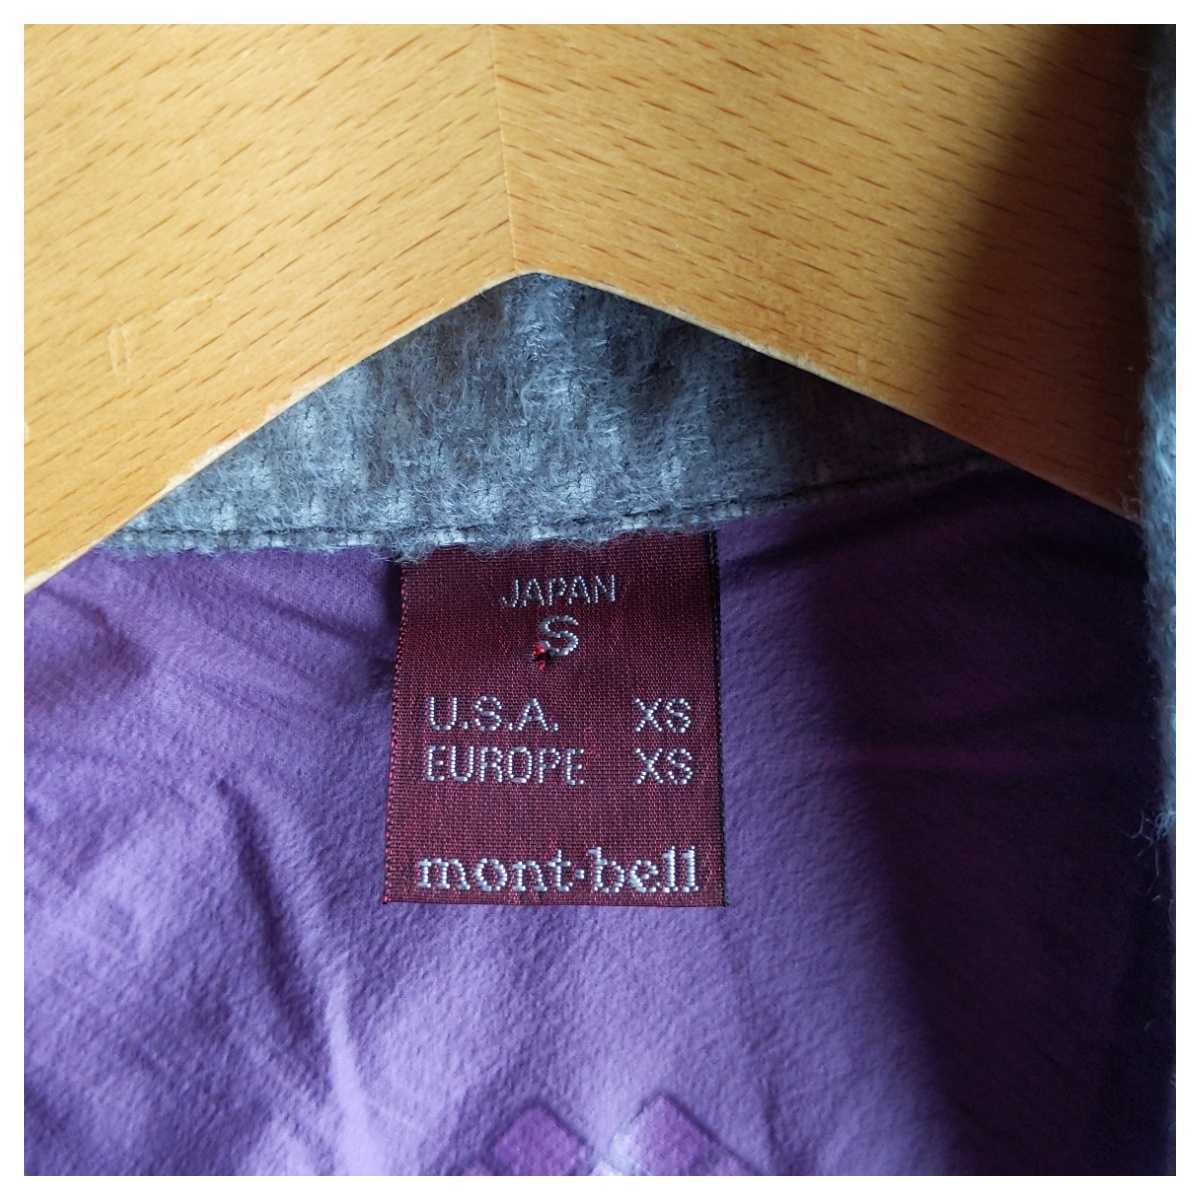 JAPAN
S
U.S.A. XS
EUROPE XS
mont-bell